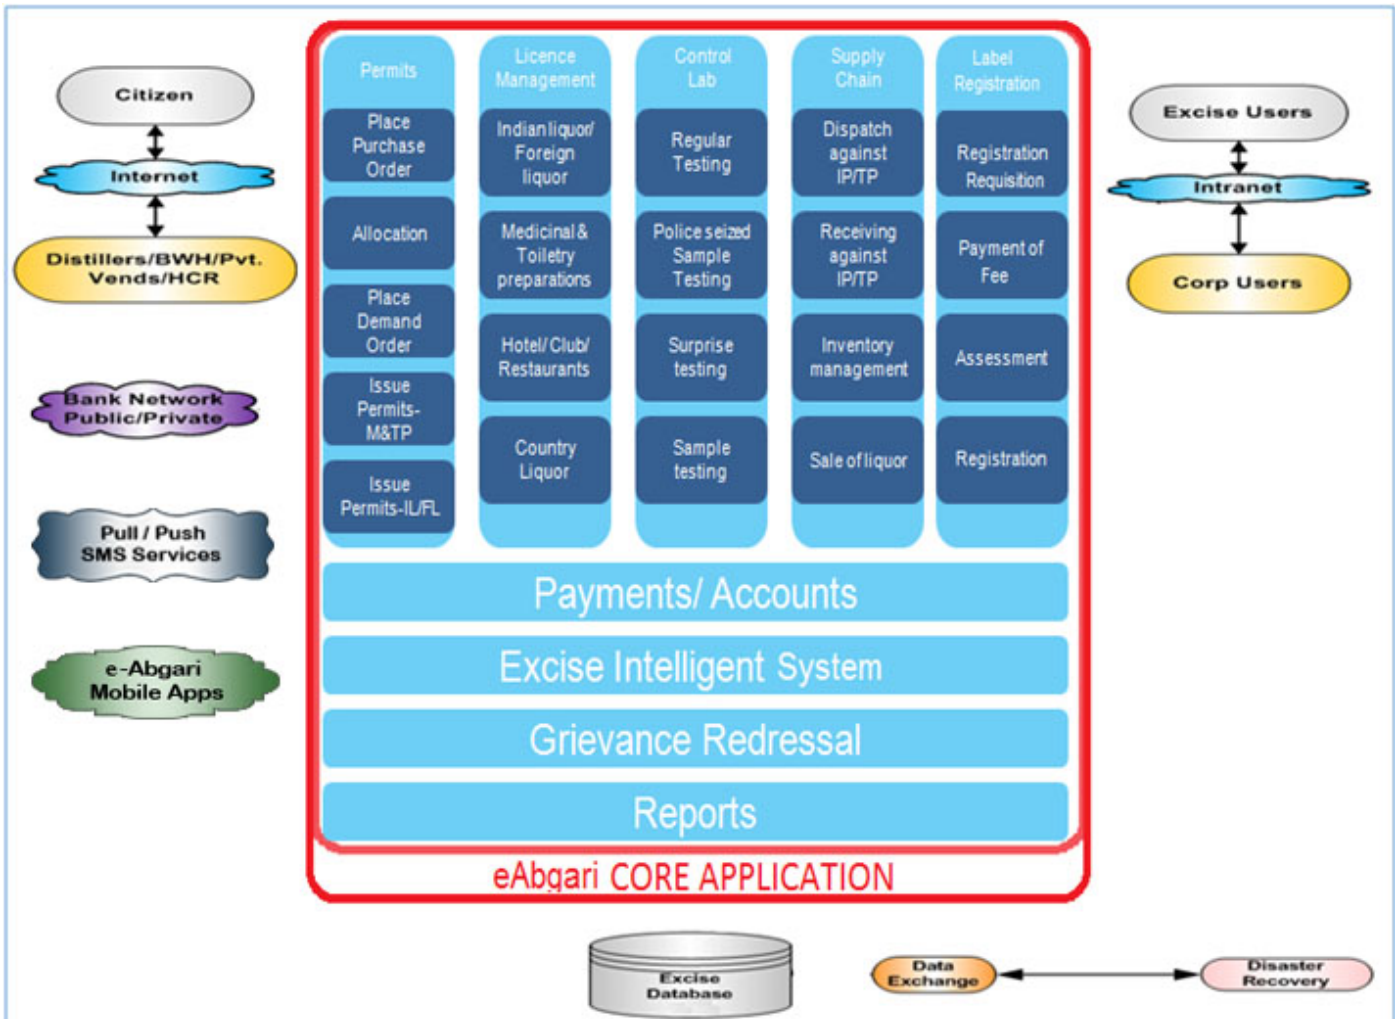 Citizen
Internet
Distillers/BWH/Pvt.
Vends/HCR
Bank Network
Public/Private
Pull / Push
SMS Services
e-Abgari
Mobile Apps
Permits
Place
Purchase
Order
Allocation
Place
Demand
Order
Issue
Permits-
M&TP
Issue
Permits-IL/FL
Licence
Management
Indian liquor/
Foreign
liquor
Medicinal &
Toiletry
preparations
Hotel/ Club/
Restaurants
Country
Liquor
Control
Lab
Regular
Testing
Police seized
Sample
Testing
Surprise
testing
Sample
testing
Supply
Chain
Dispatch
against
IP/TP
Receiving
against
IP/TP
Inventory
management
Sale of liquor
Label
Registration
Registration
Requisition
Payment of
Fee
Assessment
Registration
Payments/ Accounts
Excise Intelligent System
Grievance Redressal
Reports
eAbgari CORE APPLICATION
Excise Users
Intranet
Corp Users
Excise
Database
Data
Exchange
Disaster
Recovery